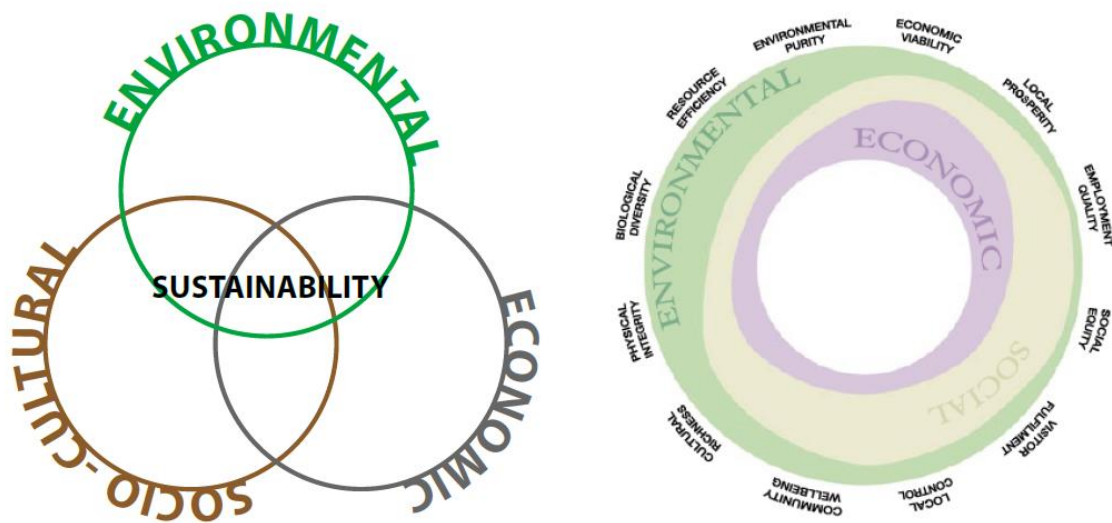 ENVIRONMENTAL
SOCIO-CULTURAL
SUSTAINABILITY
ECONOMIC
ENVIRONMENTAL
PURITY
ECONOMIC
VIABILITY
LOCAL
PROSPERITY
EMPLOYMENT
QUALITY
SOCIAL
EQUITY
VISITOR
FULFILMENT
LOCAL
CONTROL
COMMUNITY
WELLBEING
CULTURAL
RICHNESS
PHYSICAL
INTEGRITY
BIOLOGICAL
DIVERSITY
RESOURCE
EFFICIENCY
ENVIRONMENTAL
ECONOMIC
SOCIAL